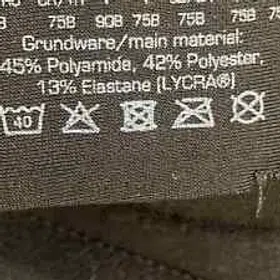 75B 90B 75B 75B 75B
Grundware/main material:
45% Polyamide, 42% Polyester,
13% Elastane (LYCRA®)
40